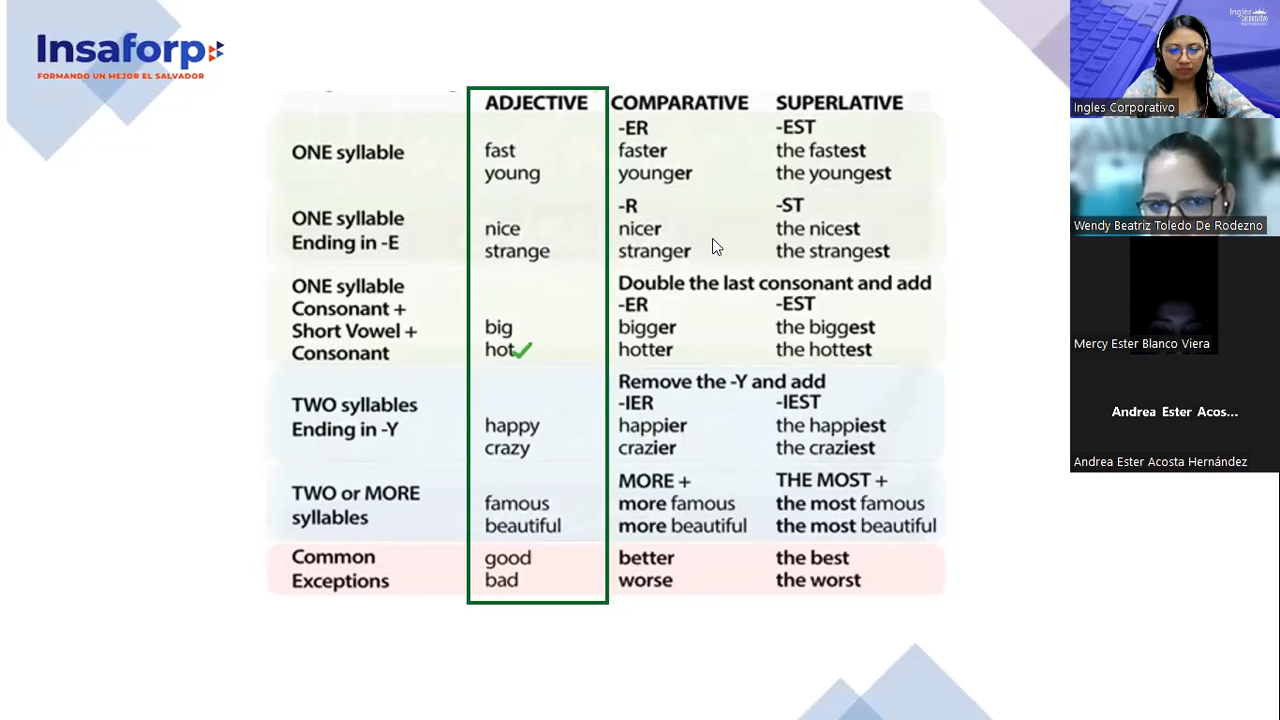 Insaforp
FORMANDO UN MEJOR EL SALVADOR
ADJECTIVE COMPARATIVE SUPERLATIVE
-ER -EST
ONE syllable fast faster the fastest
young younger the youngest
-R -ST
ONE syllable
Ending in -E nice nicer the nicest
strange stranger the strangest
ONE syllable Double the last consonant and add
Consonant + -ER -EST
Short Vowel + big bigger the biggest
Consonant hot hotter the hottest
Remove the -Y and add
TWO syllables -IER -IEST
Ending in -Y happy happier the happiest
crazy crazier the craziest
MORE + THE MOST +
TWO or MORE famous more famous the most famous
syllables beautiful more beautiful the most beautiful
Common good better the best
Exceptions bad worse the worst
Ingles Corporativo
Wendy Beatriz Toledo De Rodezno
Mercy Ester Blanco Viera
Andrea Ester Acos...
Andrea Ester Acosta Hernández